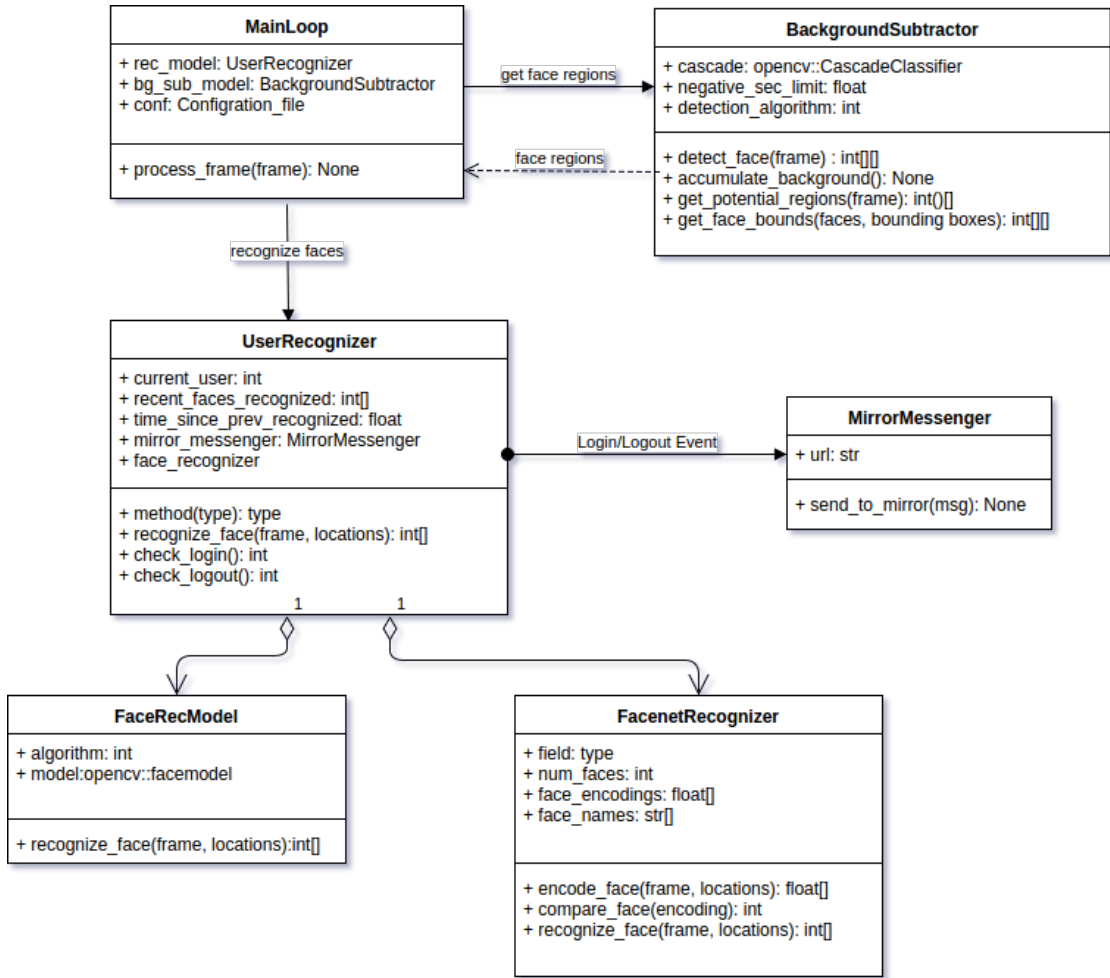 MainLoop
+ rec_model: UserRecognizer
+ bg_sub_model: BackgroundSubtractor
+ conf: Configration_file
+ process_frame(frame): None
get face regions
face regions
BackgroundSubtractor
+ cascade: opencv::CascadeClassifier
+ negative_sec_limit: float
+ detection_algorithm: int
+ detect_face(frame) : int[][]
+ accumulate_background(): None
+ get_potential_regions(frame): int()[]
+ get_face_bounds(faces, bounding boxes): int[][]
recognize faces
UserRecognizer
+ current_user: int
+ recent_faces_recognized: int[]
+ time_since_prev_recognized: float
+ mirror_messenger: MirrorMessenger
+ face_recognizer
+ method(type): type
+ recognize_face(frame, locations): int[]
+ check_login(): int
+ check_logout(): int
1
1
Login/Logout Event
MirrorMessenger
+ url: str
+ send_to_mirror(msg): None
FaceRecModel
+ algorithm: int
+ model:opencv::facemodel
+ recognize_face(frame, locations):int[]
FacenetRecognizer
+ field: type
+ num_faces: int
+ face_encodings: float[]
+ face_names: str[]
+ encode_face(frame, locations): float[]
+ compare_face(encoding): int
+ recognize_face(frame, locations): int[]